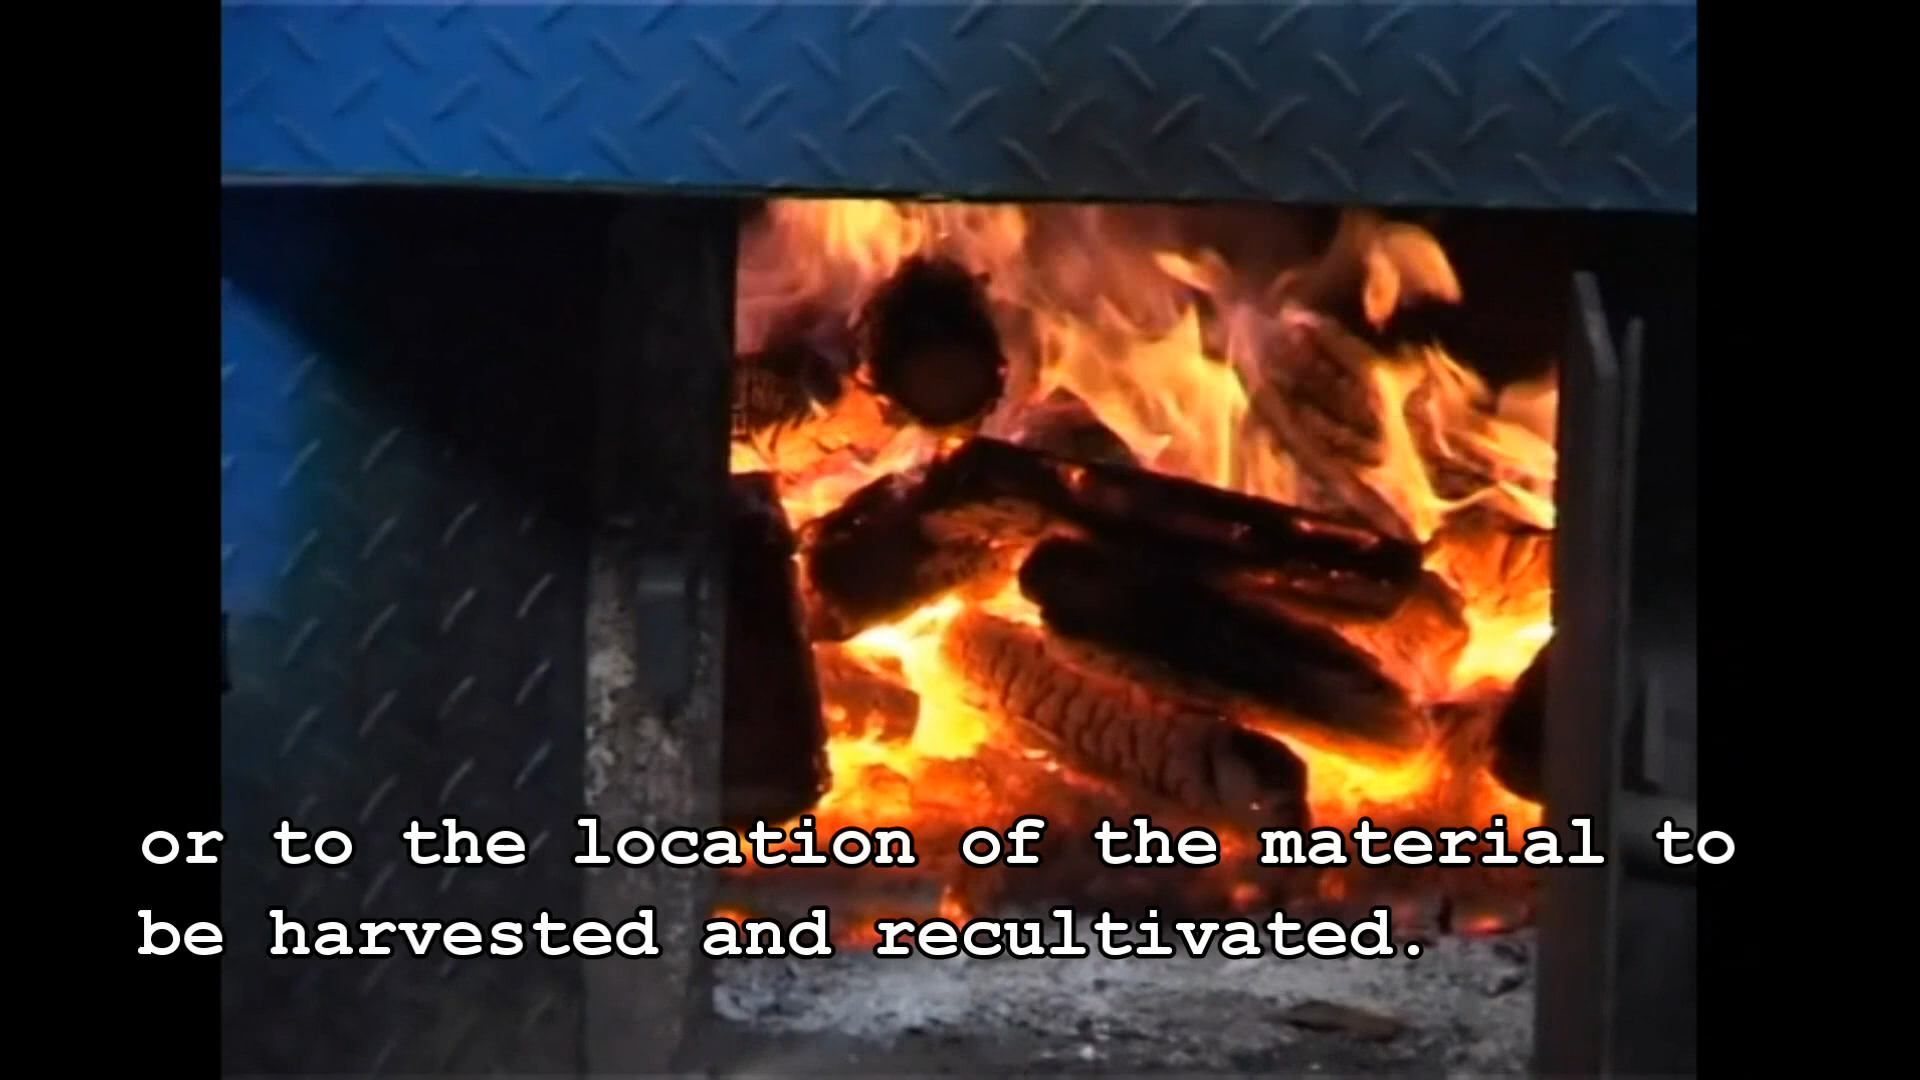 or to the location of the material to
be harvested and recultivated.